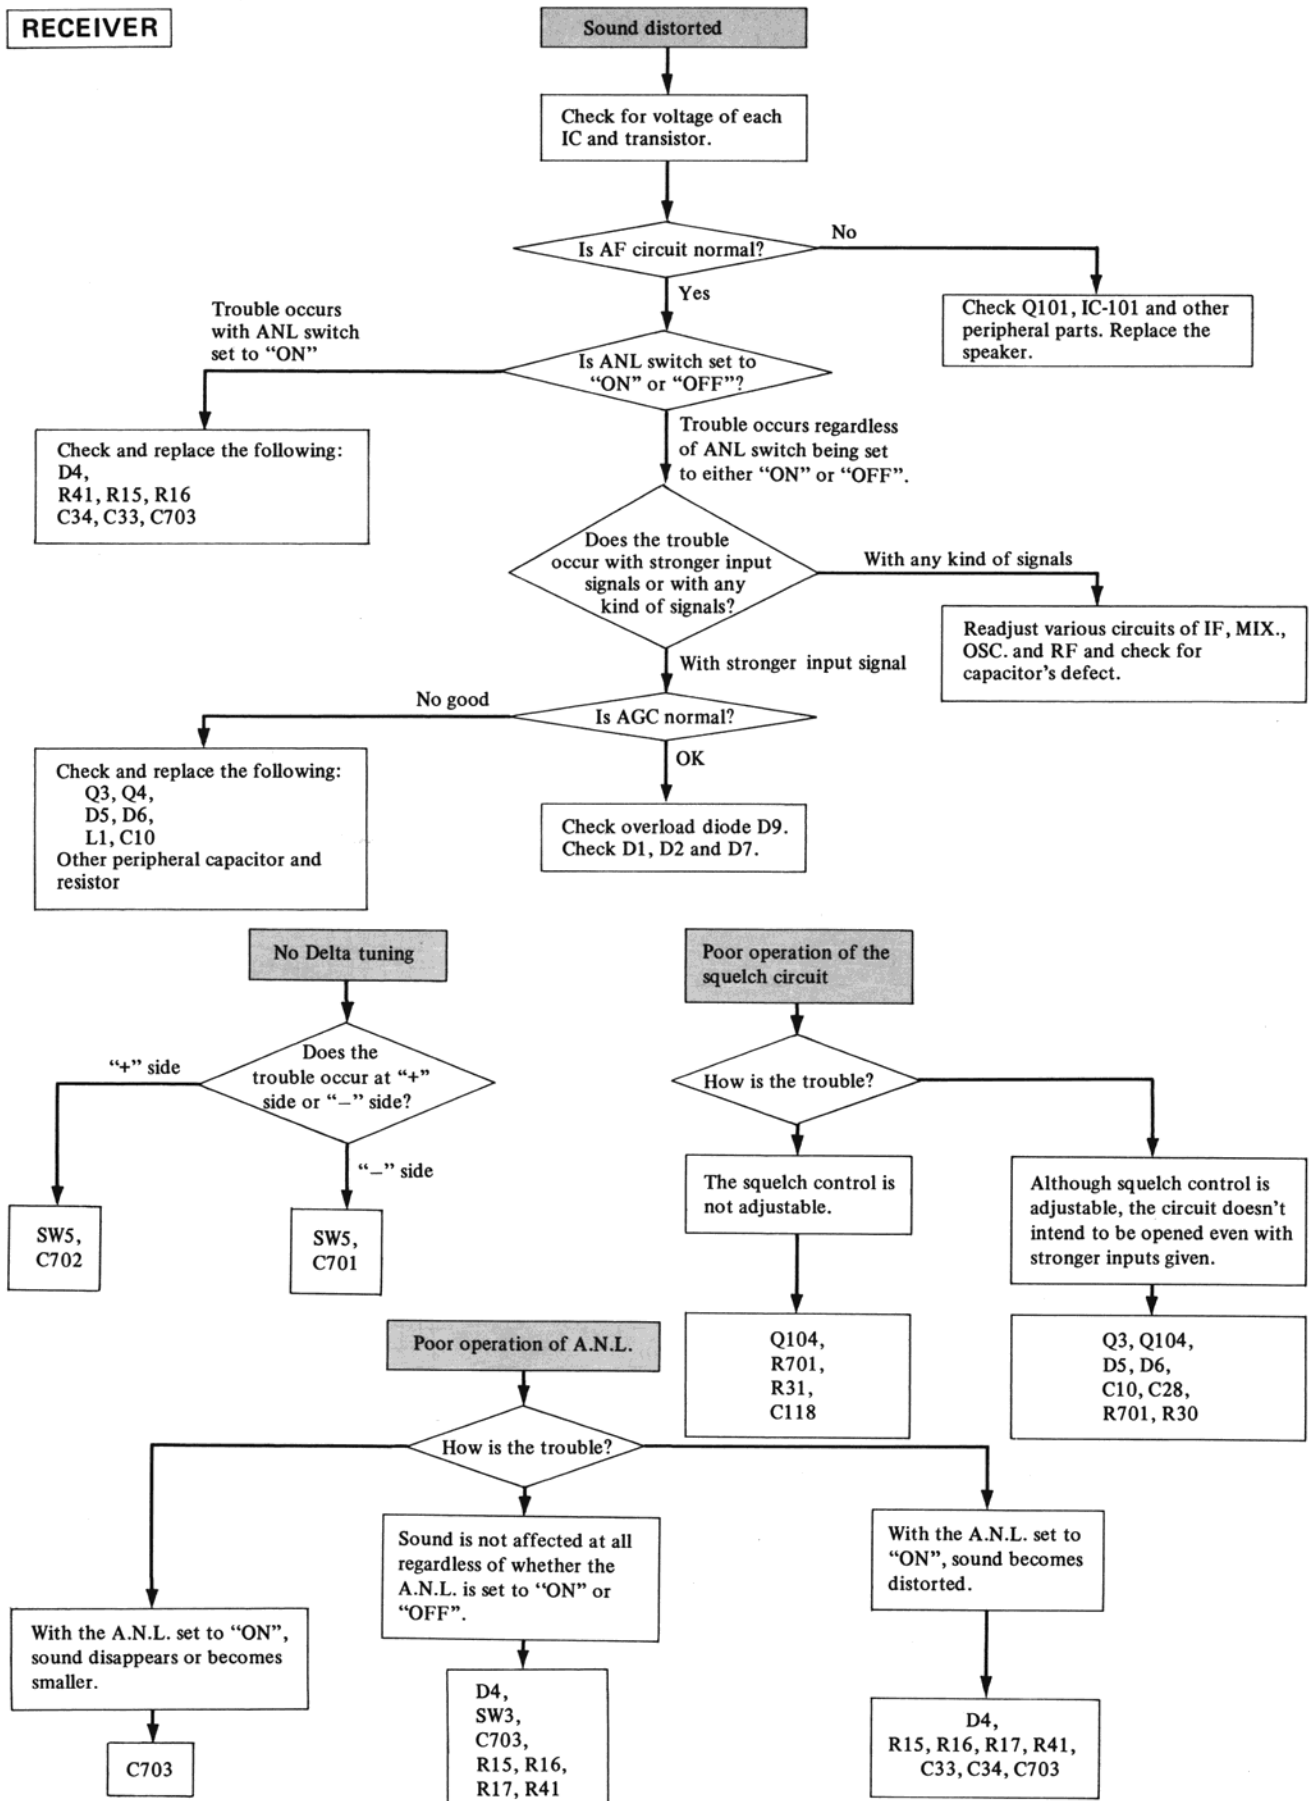 RECEIVER
Sound distorted
Check for voltage of each
IC and transistor.
Is AF circuit normal?
No
Yes
Check Q101, IC-101 and other
peripheral parts. Replace the
speaker.
Trouble occurs
with ANL switch
set to “ON”
Is ANL switch set to
“ON” or “OFF”?
Check and replace the following:
D4,
R41, R15, R16
C34, C33, C703
Trouble occurs regardless
of ANL switch being set
to either “ON” or “OFF”.
Does the trouble
occur with stronger input
signals or with any
kind of signals?
With any kind of signals
Readjust various circuits of IF, MIX.,
OSC. and RF and check for
capacitor’s defect.
With stronger input signal
No good
Is AGC normal?
OK
Check and replace the following:
Q3, Q4,
D5, D6,
L1, C10
Other peripheral capacitor and
resistor
Check overload diode D9.
Check D1, D2 and D7.
No Delta tuning
Does the
trouble occur at “+”
side or “–” side?
“+” side
“–” side
SW5,
C702
SW5,
C701
Poor operation of the
squelch circuit
How is the trouble?
The squelch control is
not adjustable.
Although squelch control is
adjustable, the circuit doesn’t
intend to be opened even with
stronger inputs given.
Q104,
R701,
R31,
C118
Q3, Q104,
D5, D6,
C10, C28,
R701, R30
Poor operation of A.N.L.
How is the trouble?
With the A.N.L. set to “ON”,
sound disappears or becomes
smaller.
C703
Sound is not affected at all
regardless of whether the
A.N.L. is set to “ON” or
“OFF”.
D4,
SW3,
C703,
R15, R16,
R17, R41
With the A.N.L. set to
“ON”, sound becomes
distorted.
D4,
R15, R16, R17, R41,
C33, C34, C703